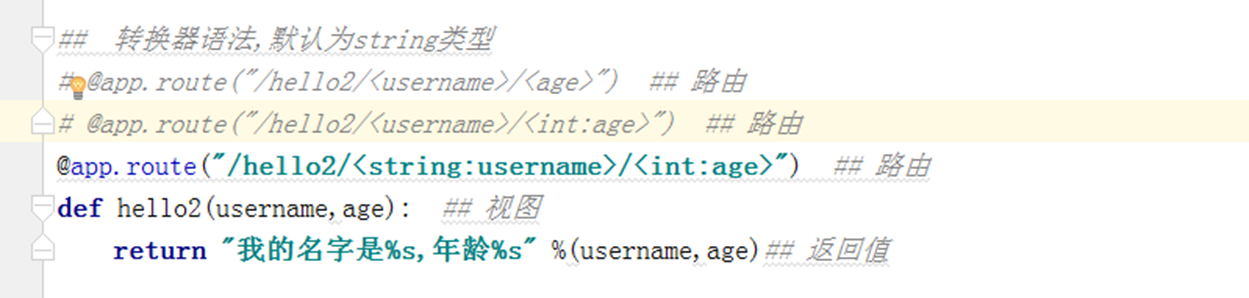 ##  转换器语法,默认为string类型
# @app.route("/hello2/<username>/<age>")  ## 路由
# @app.route("/hello2/<username>/<int:age>")  ## 路由
@app.route("/hello2/<string:username>/<int:age>")  ## 路由
def hello2(username,age):  ## 视图
    return "我的名字是%s,年龄%s" %(username,age)## 返回值